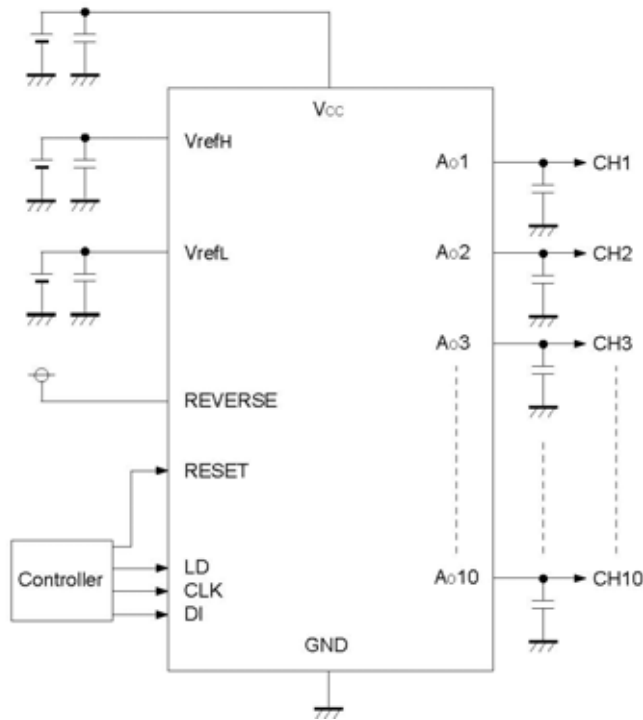 Vcc
VrefH
Ao1 CH1
VrefL
Ao2 CH2
Ao3 CH3
REVERSE
RESET
Controller
LD
CLK
DI
Ao10 CH10
GND